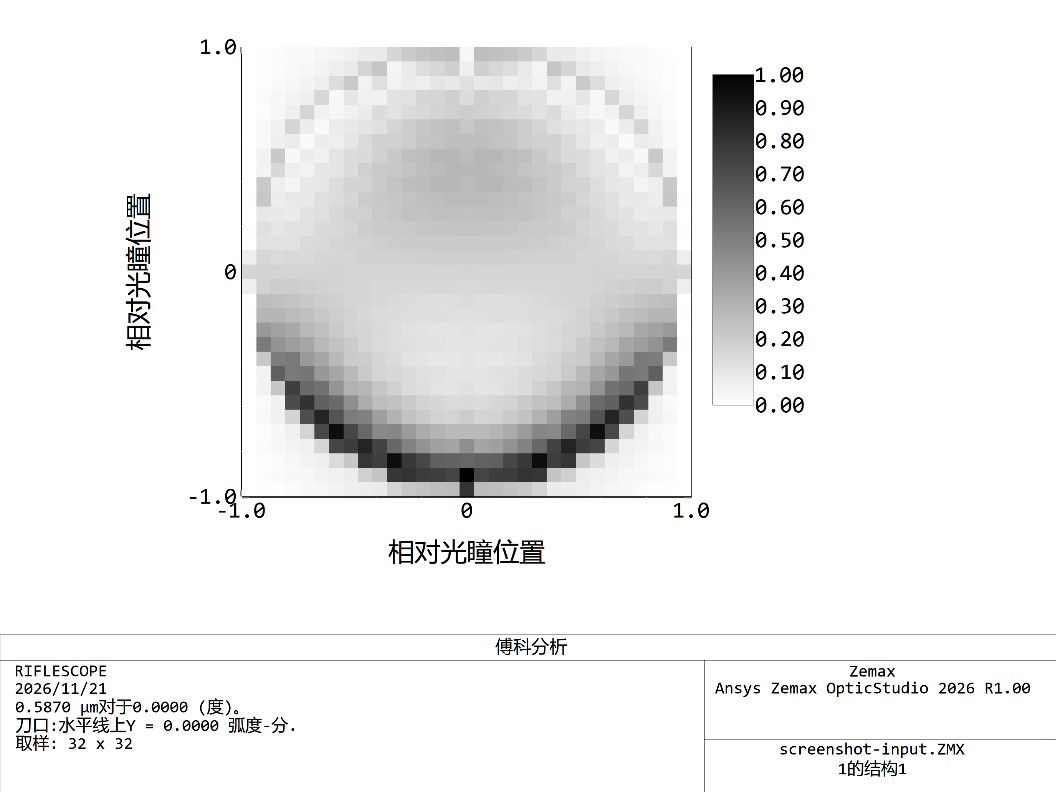 1.0
0
-1.0
相对光瞳位置
-1.0
0
1.0
相对光瞳位置
1.00
0.90
0.80
0.70
0.60
0.50
0.40
0.30
0.20
0.10
0.00
傅科分析
RIFLESCOPE
2026/11/21
0.5870 μm对于0.0000 (度)。
刀口:水平线上Y = 0.0000 弧度-分.
取样: 32 x 32
Zemax
Ansys Zemax OpticStudio 2026 R1.00
screenshot-input.ZMX
1的结构1